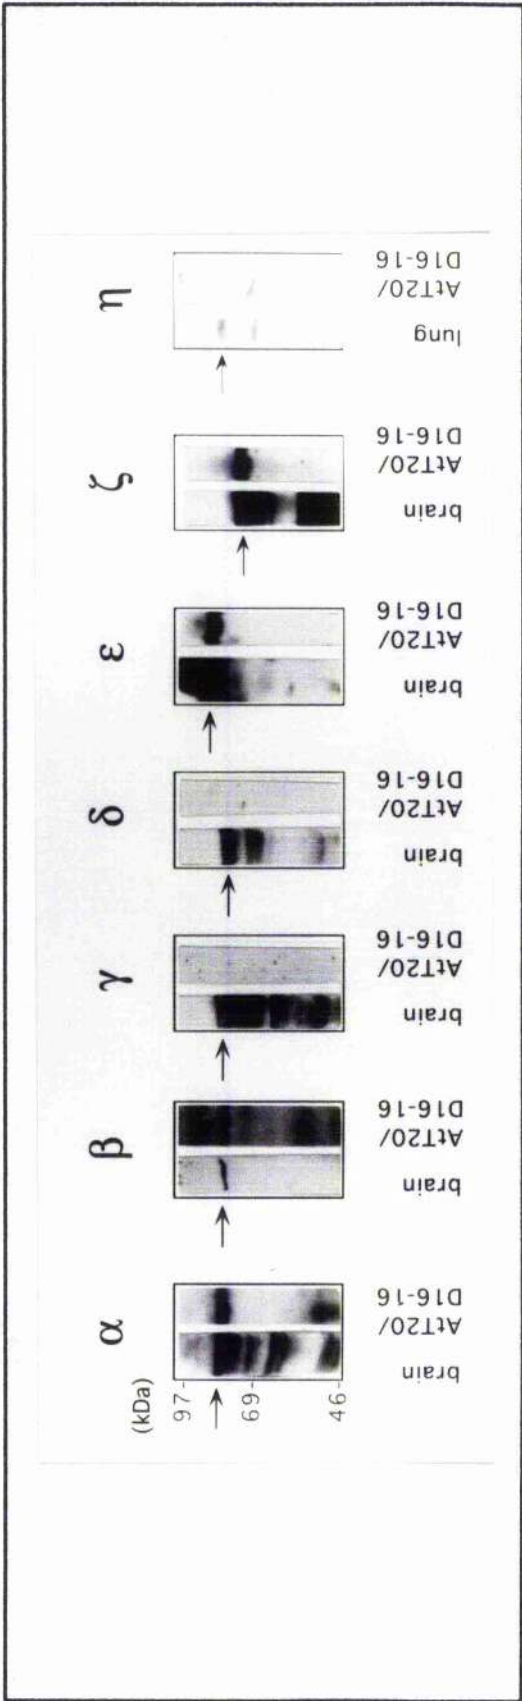 α β γ δ ε ζ η
(kDa)
97-
69-
46-
brain AtT20/ D16-16
brain AtT20/ D16-16
brain AtT20/ D16-16
brain AtT20/ D16-16
brain AtT20/ D16-16
brain AtT20/ D16-16
lung AtT20/ D16-16